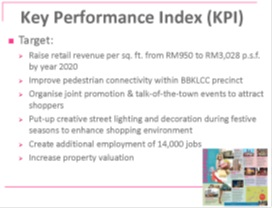 Key Performance Index (KPI)
Target:
Raise retail revenue per sq. ft. from RM950 to RM3,028 p.s.f.
by year 2020
Improve pedestrian connectivity within BBKLCC precinct
Organise joint promotion & talk-of-the-town events to attract
shoppers
Put-up creative street lighting and decoration during festive
seasons to enhance shopping environment
Create additional employment of 14,000 jobs
Increase property valuation